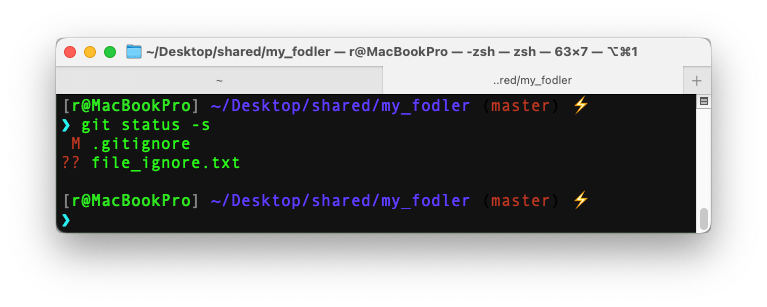 ~/Desktop/shared/my_fodler — r@MacBookPro — -zsh — zsh — 63×7 — ⌥⌘1
~
..red/my_fodler
+
[r@MacBookPro] ~/Desktop/shared/my_fodler (master) ⚡
❯ git status -s
 M .gitignore
?? file_ignore.txt
[r@MacBookPro] ~/Desktop/shared/my_fodler (master) ⚡
❯